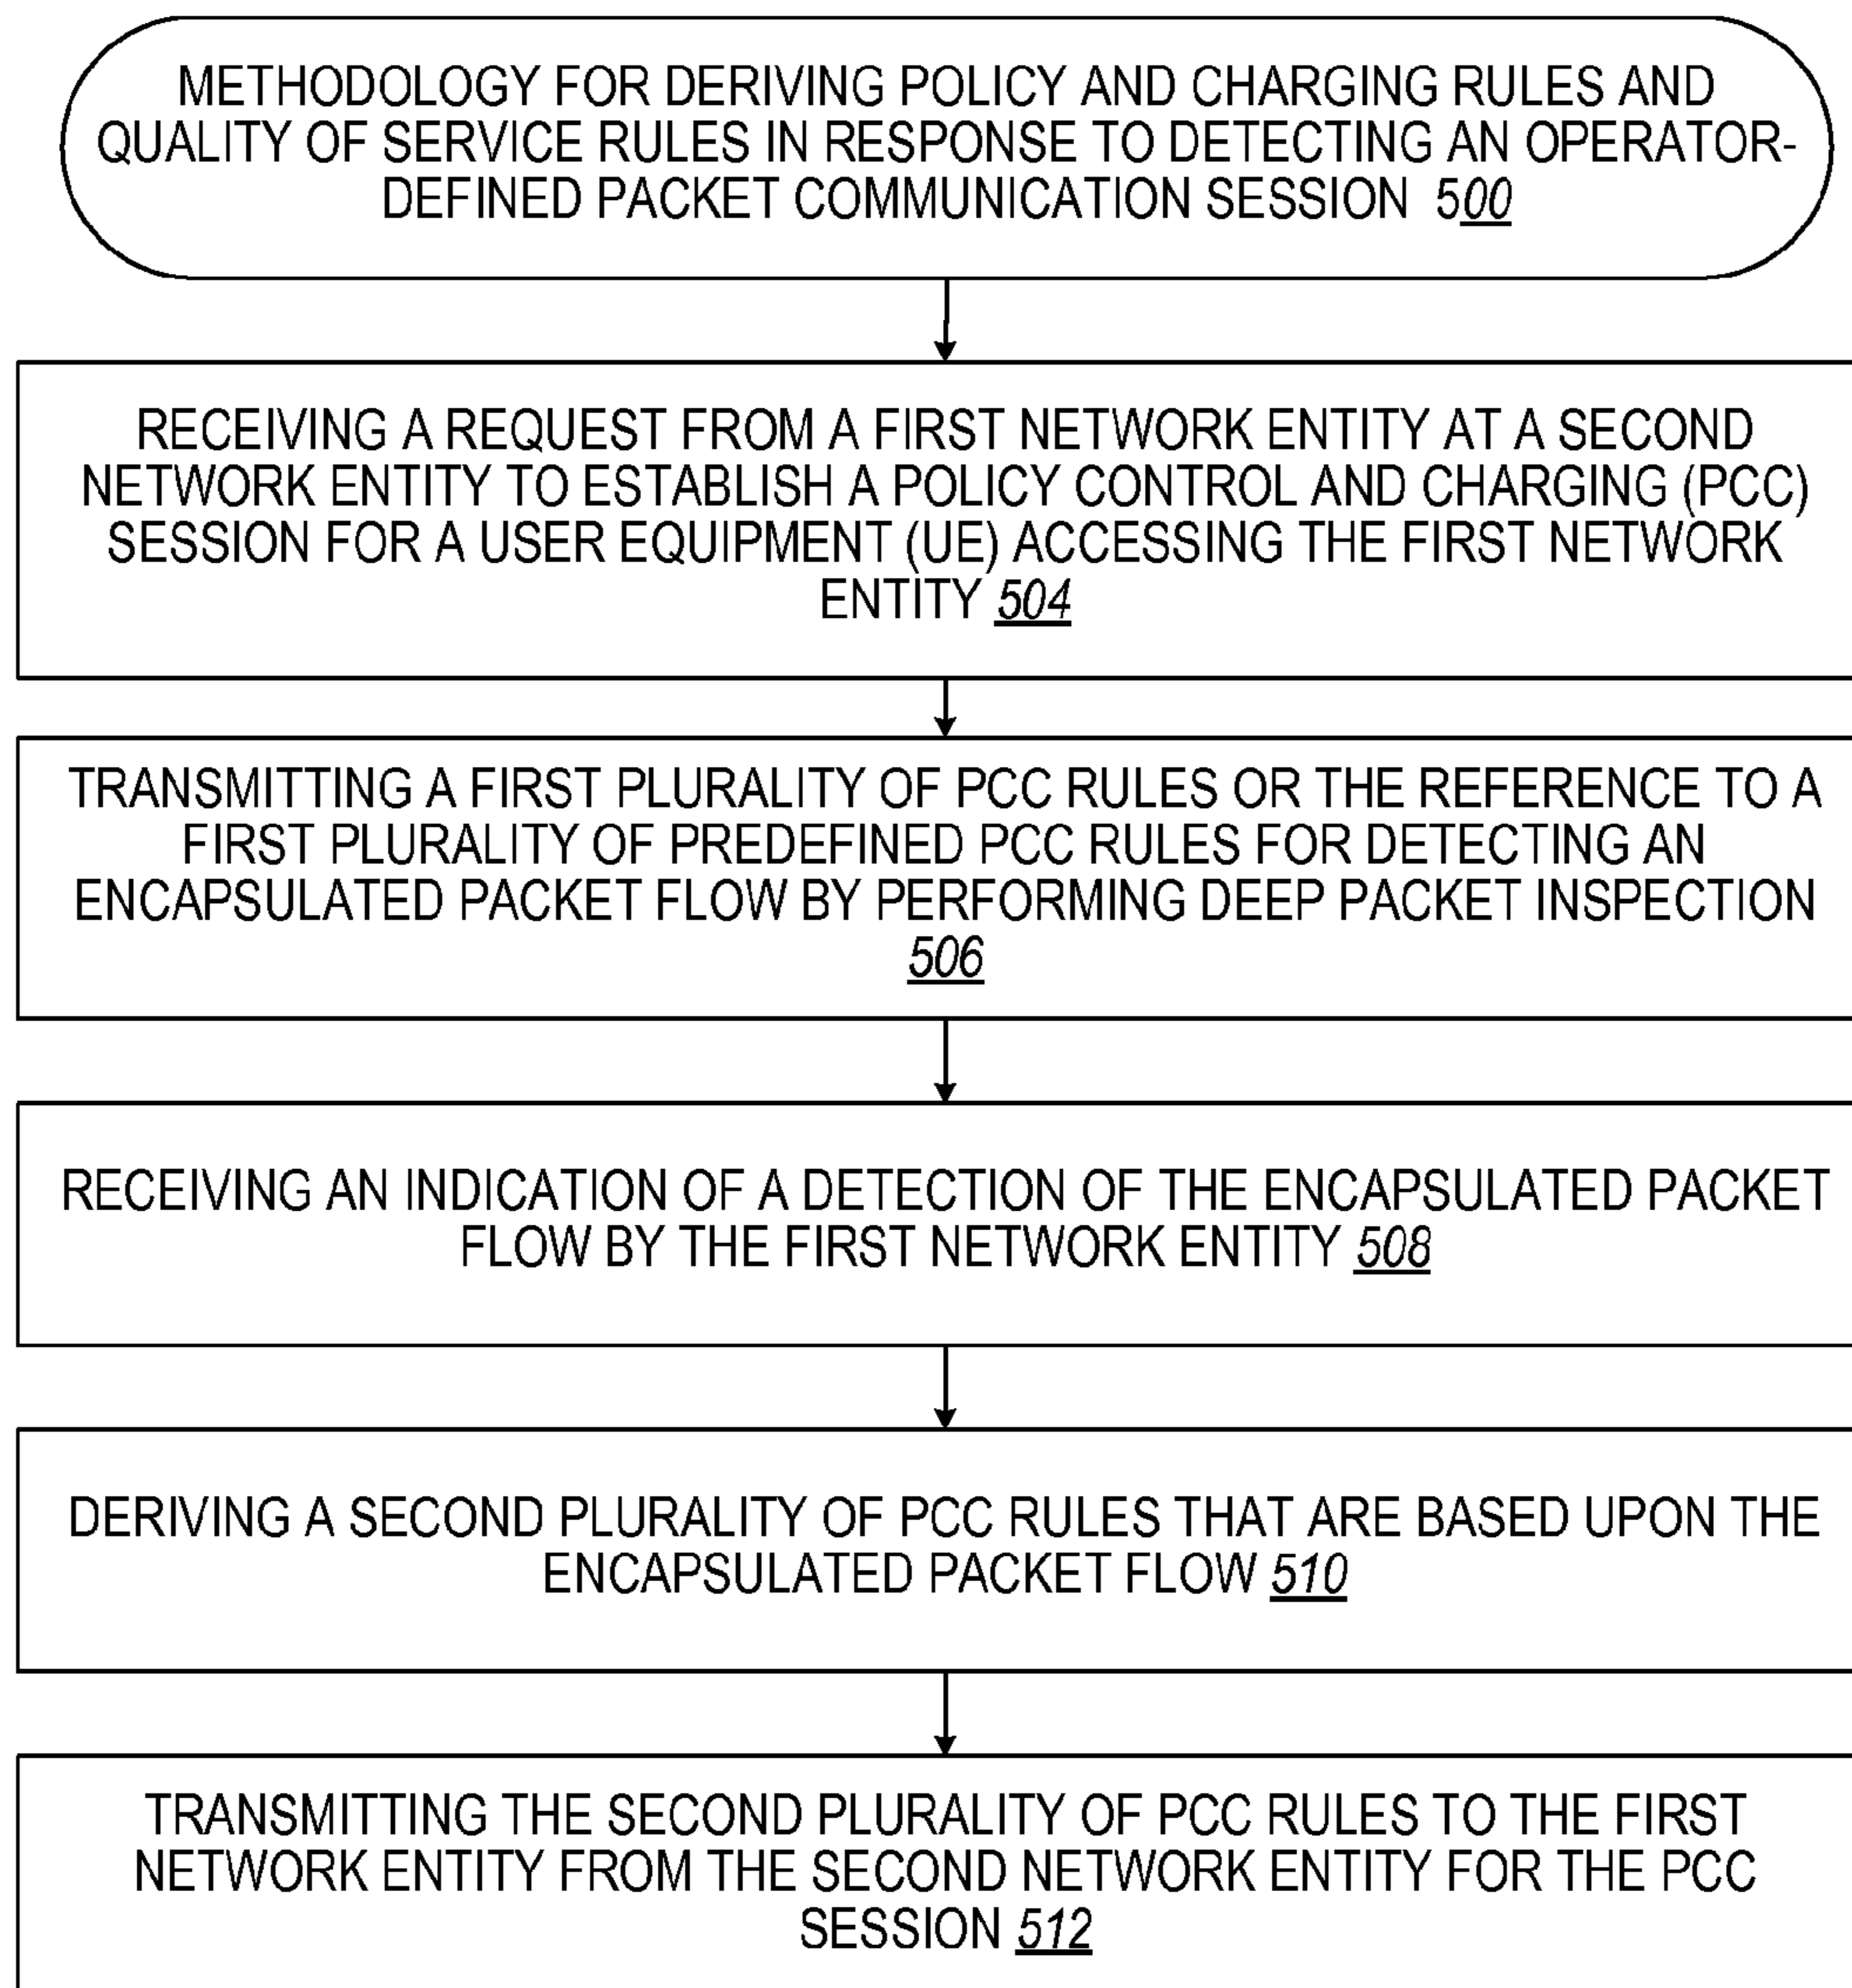 METHODOLOGY FOR DERIVING POLICY AND CHARGING RULES AND
QUALITY OF SERVICE RULES IN RESPONSE TO DETECTING AN OPERATOR-
DEFINED PACKET COMMUNICATION SESSION 500
RECEIVING A REQUEST FROM A FIRST NETWORK ENTITY AT A SECOND
NETWORK ENTITY TO ESTABLISH A POLICY CONTROL AND CHARGING (PCC)
SESSION FOR A USER EQUIPMENT (UE) ACCESSING THE FIRST NETWORK
ENTITY 504
TRANSMITTING A FIRST PLURALITY OF PCC RULES OR THE REFERENCE TO A
FIRST PLURALITY OF PREDEFINED PCC RULES FOR DETECTING AN
ENCAPSULATED PACKET FLOW BY PERFORMING DEEP PACKET INSPECTION
506
RECEIVING AN INDICATION OF A DETECTION OF THE ENCAPSULATED PACKET
FLOW BY THE FIRST NETWORK ENTITY 508
DERIVING A SECOND PLURALITY OF PCC RULES THAT ARE BASED UPON THE
ENCAPSULATED PACKET FLOW 510
TRANSMITTING THE SECOND PLURALITY OF PCC RULES TO THE FIRST
NETWORK ENTITY FROM THE SECOND NETWORK ENTITY FOR THE PCC
SESSION 512